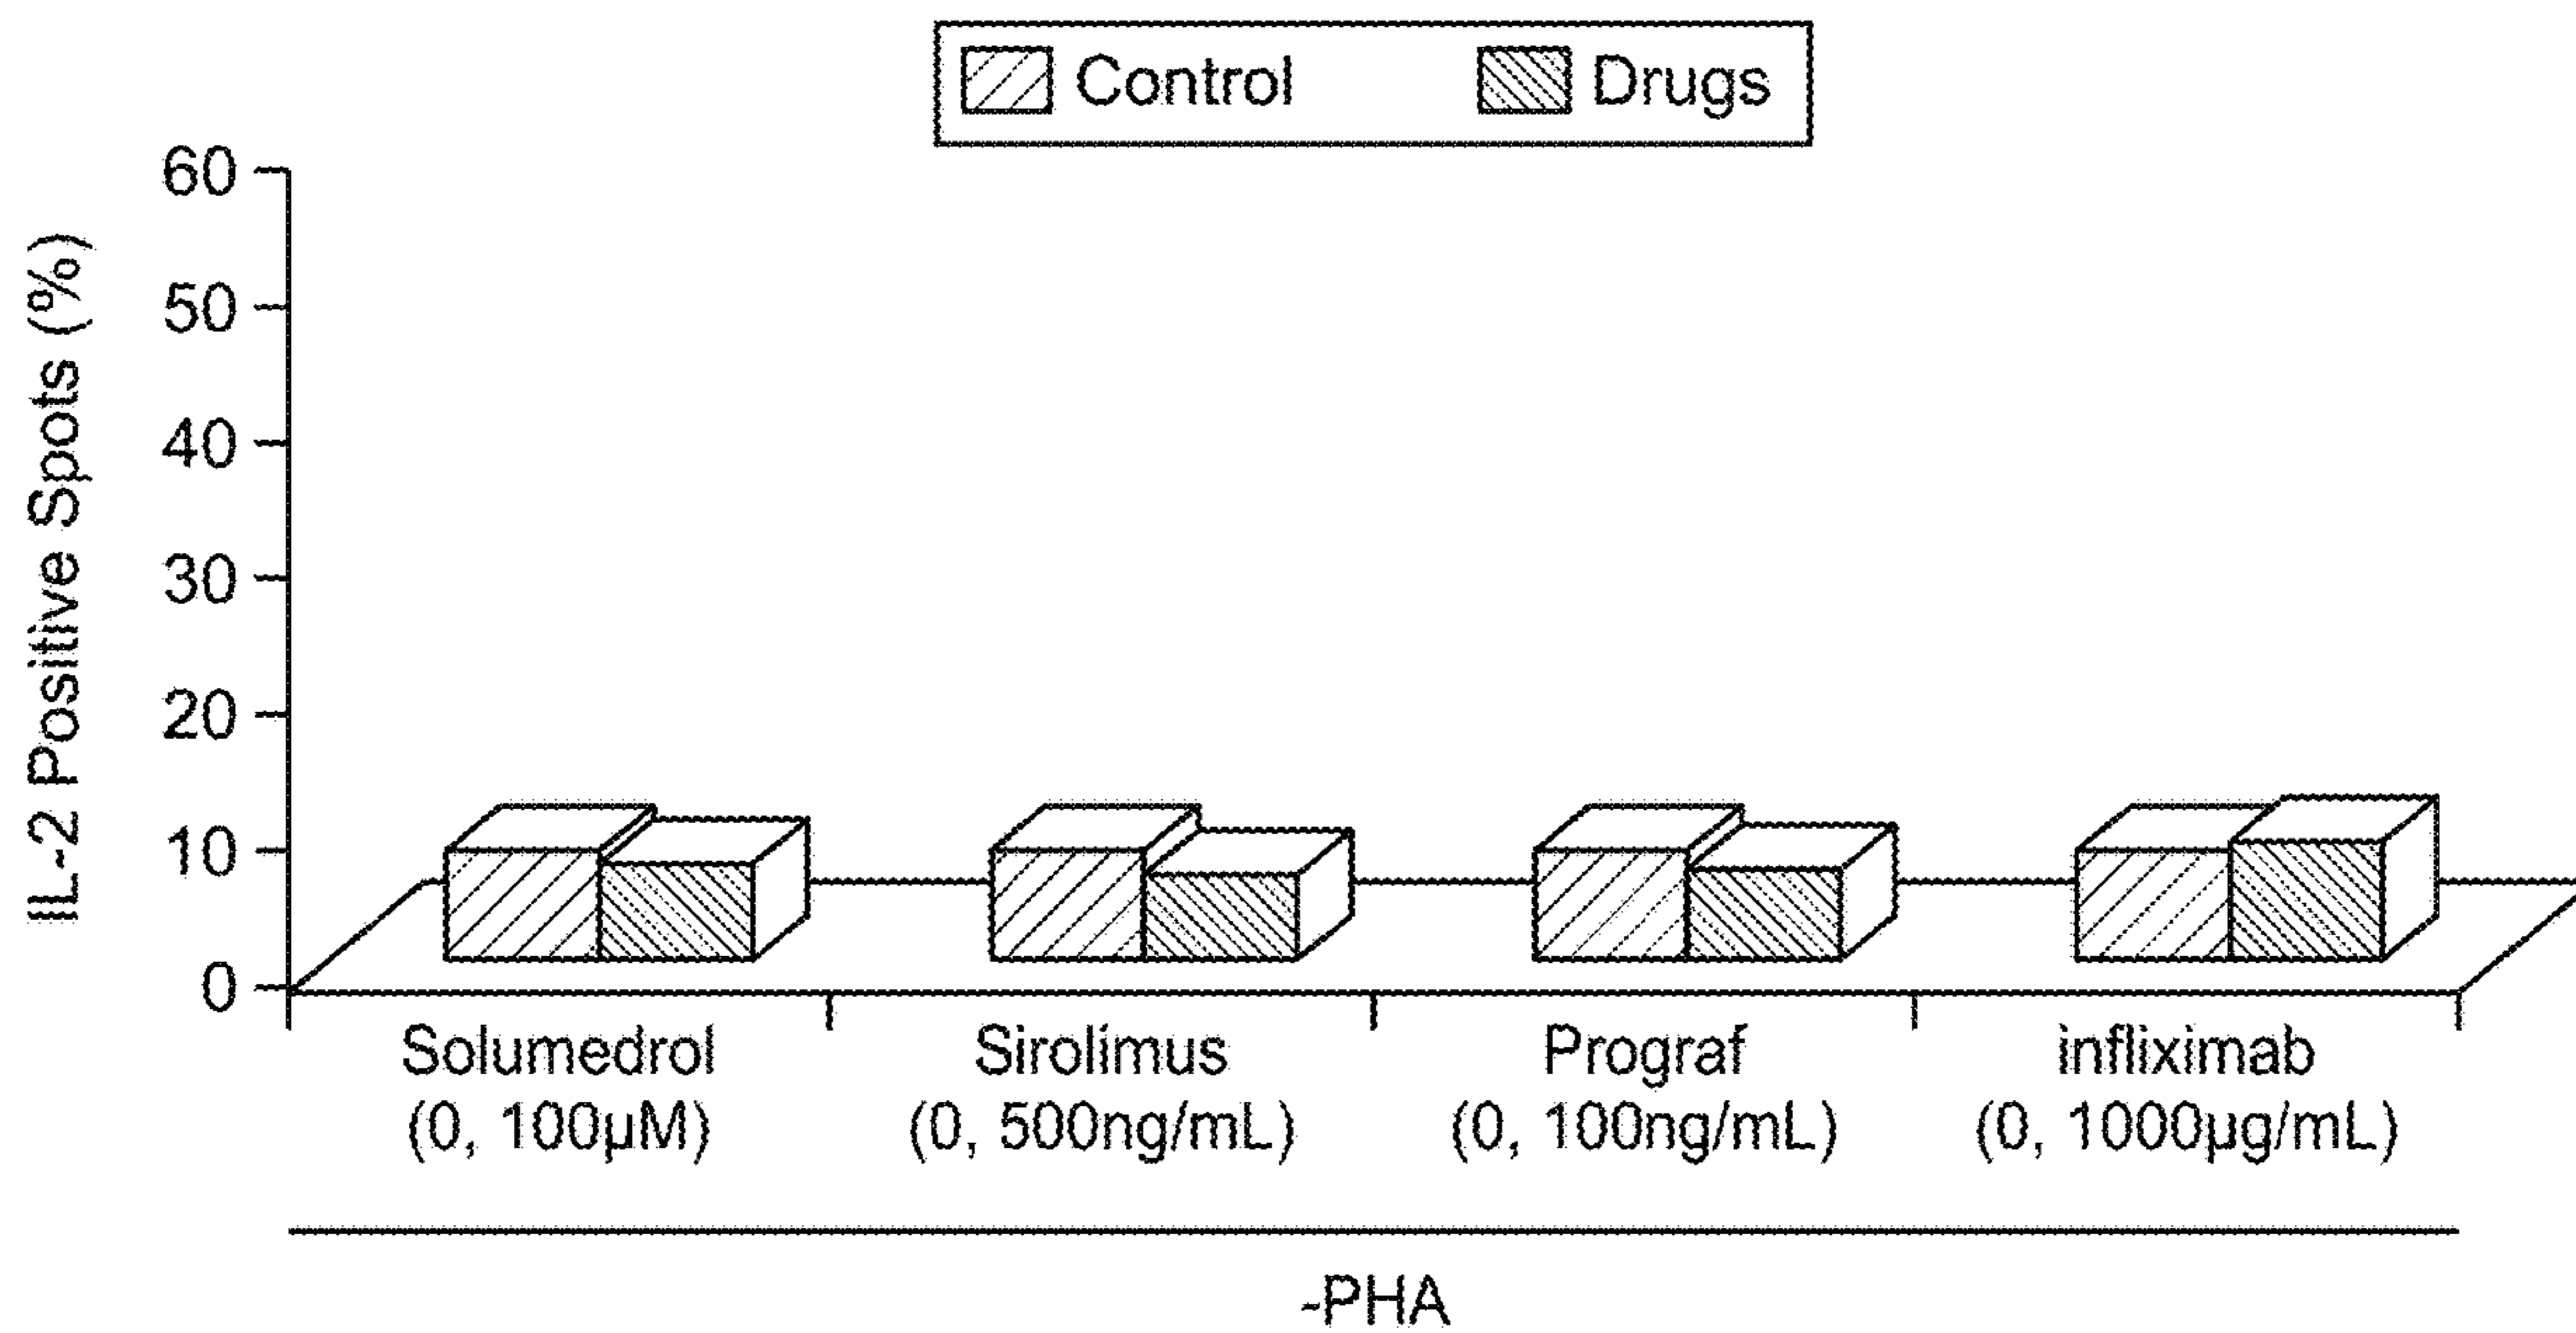 Control Drugs
IL-2 Positive Spots (%)
60
50
40
30
20
10
0
Solumedrol Sirolimus Prograf infliximab
(0, 100µM) (0, 500ng/mL) (0, 100ng/mL) (0, 1000µg/mL)
-PHA